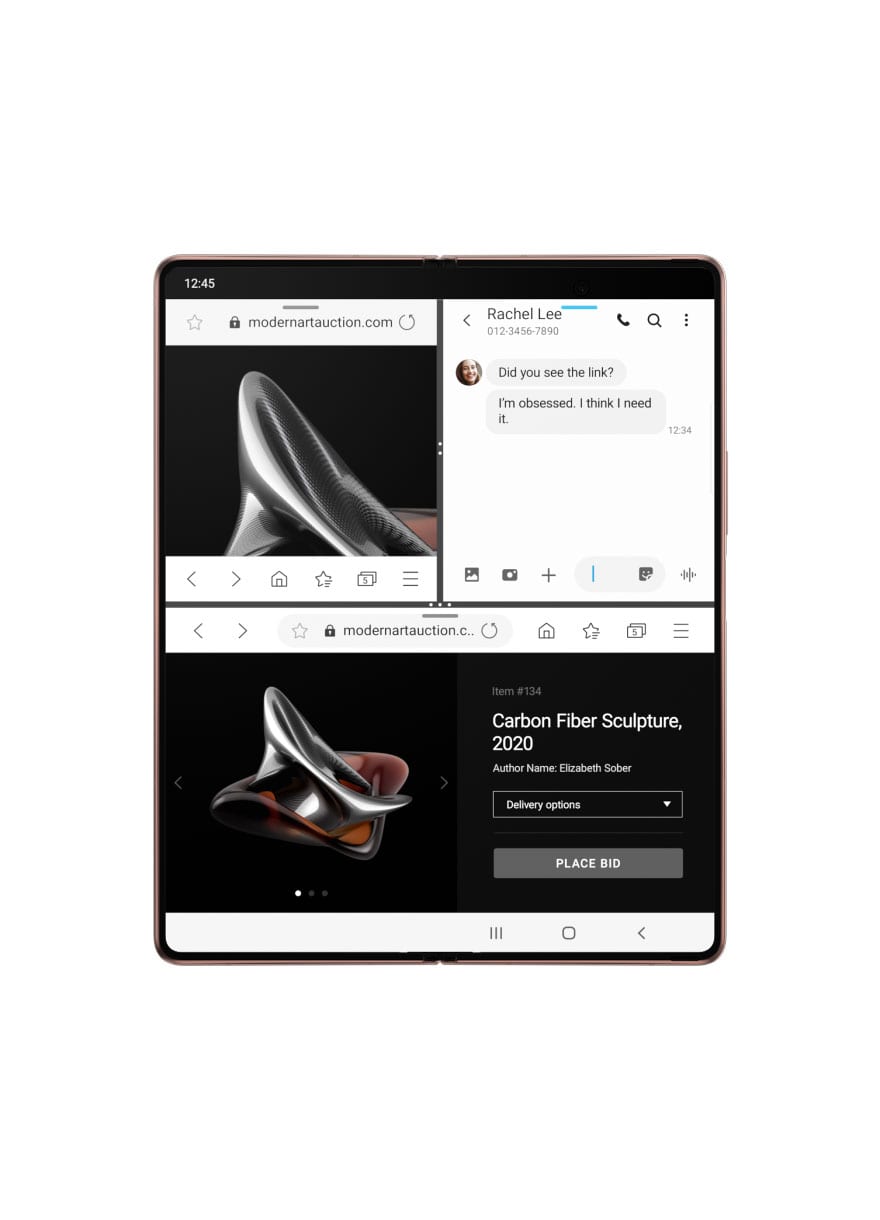 12:45
modernartauction.com
Rachel Lee
012-3456-7890
Did you see the link?
I'm obsessed. I think I need
it.
12:34
5
modernartauction.c..
5
Item #134
Carbon Fiber Sculpture,
2020
Author Name: Elizabeth Sober
Delivery options
PLACE BID